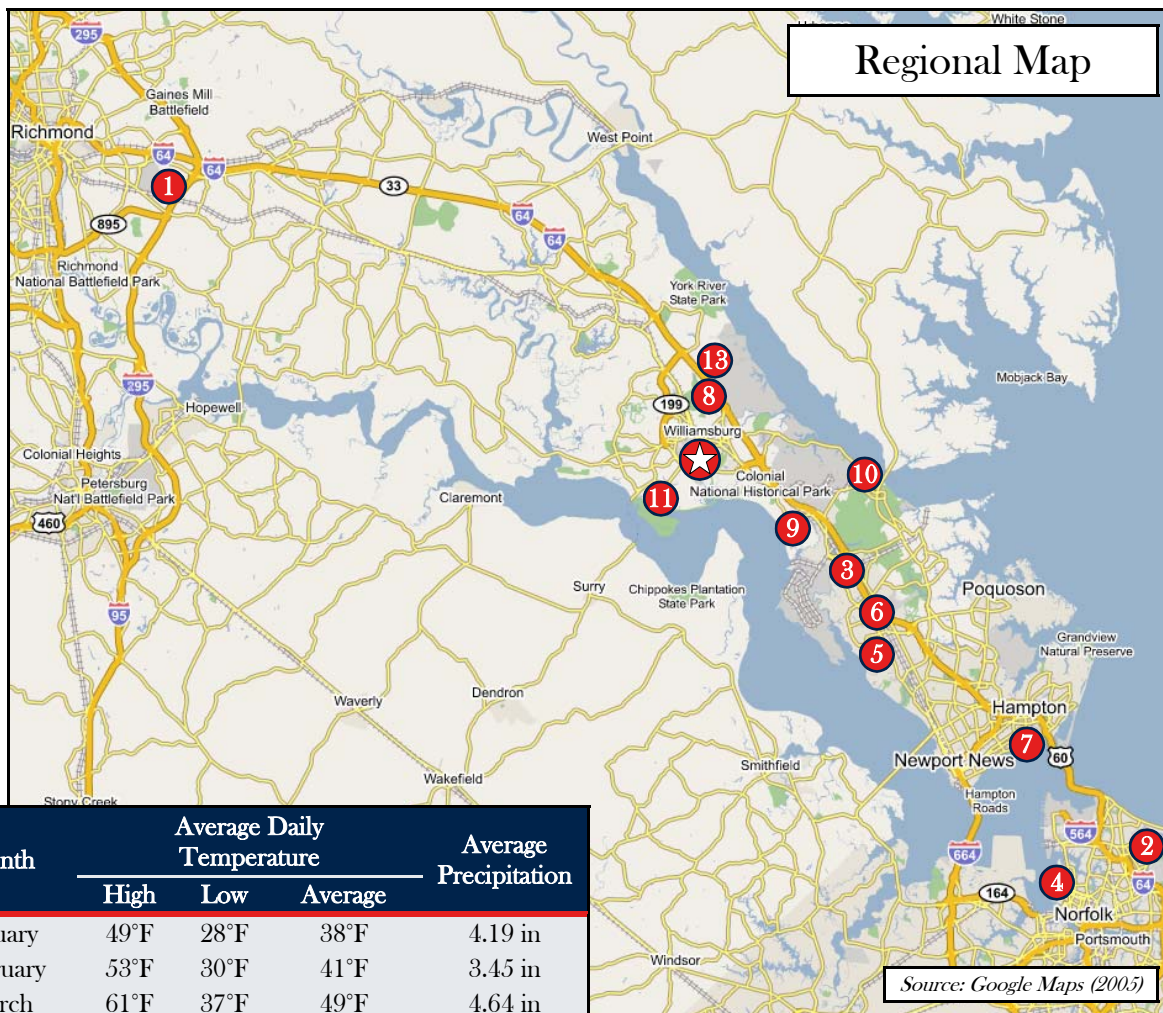 White Stone
Regional Map
295
Gaines Mill
Battlefield
Richmond
West Point
64
64
1
33
895
64
64
Richmond
National Battlefield Park
York River
State Park
13
Mobjack Bay
295
8
199
Hopewell
Williamsburg
Colonial Heights
Colonial
National Historical Park
10
Petersburg
Nat'l Battlefield Park
11
Claremont
460
9
3
Surry
Chippokes Plantation
State Park
Poquoson
95
6
Grandview
Natural Preserve
5
Dendron
Waverly
Hampton
7
60
Newport News
Smithfield
Wakefield
Hampton
Roads
Stony Creek
564
2
664
4
64
164
Norfolk
Portsmouth
Windsor
Source: Google Maps (2005)
nth
Average Daily
Temperature
Average
Precipitation
High Low Average
uary 49°F 28°F 38°F 4.19 in
ruary 53°F 30°F 41°F 3.45 in
rch 61°F 37°F 49°F 4.64 in